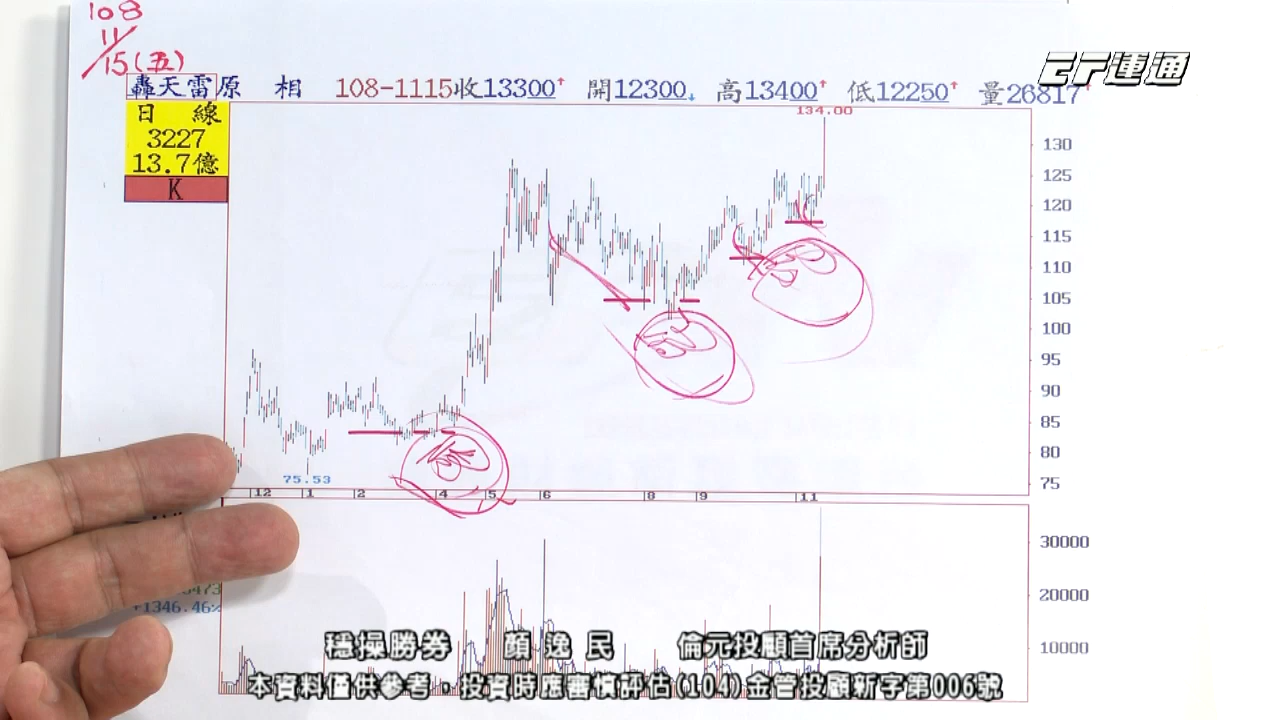 108
11/15(五)
轟天雷原 相 108-1115收13300↑ 開12300↓ 高13400↑ 低12250↑ 量26817↑
ET運通
日 線
3227
13.7億
K
134.00
130
125
120
115
110
105
100
95
90
85
80
75
75.53
12 1 2 4 5 6 8 9 11
30000
20000
10000
+1346.46%
穩操勝券 顏逸民 倫元投顧首席分析師
本資料僅供參考，投資時應審慎評估(104)金管投顧新字第006號